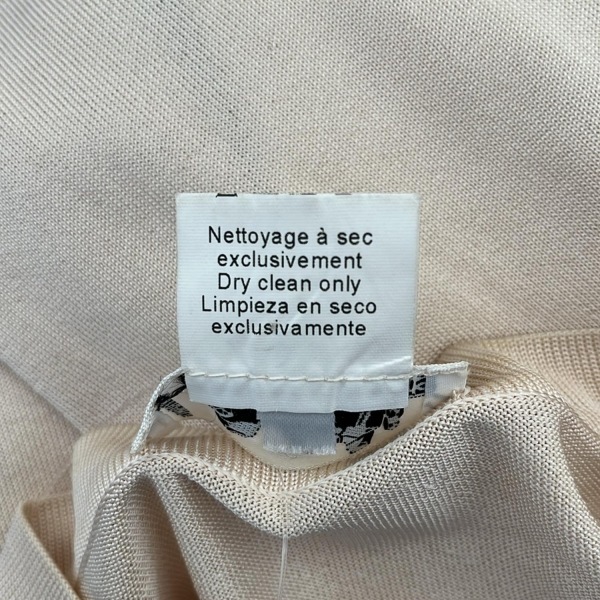 Nettoyage à sec
exclusivement
Dry clean only
Limpieza en seco
exclusivamente